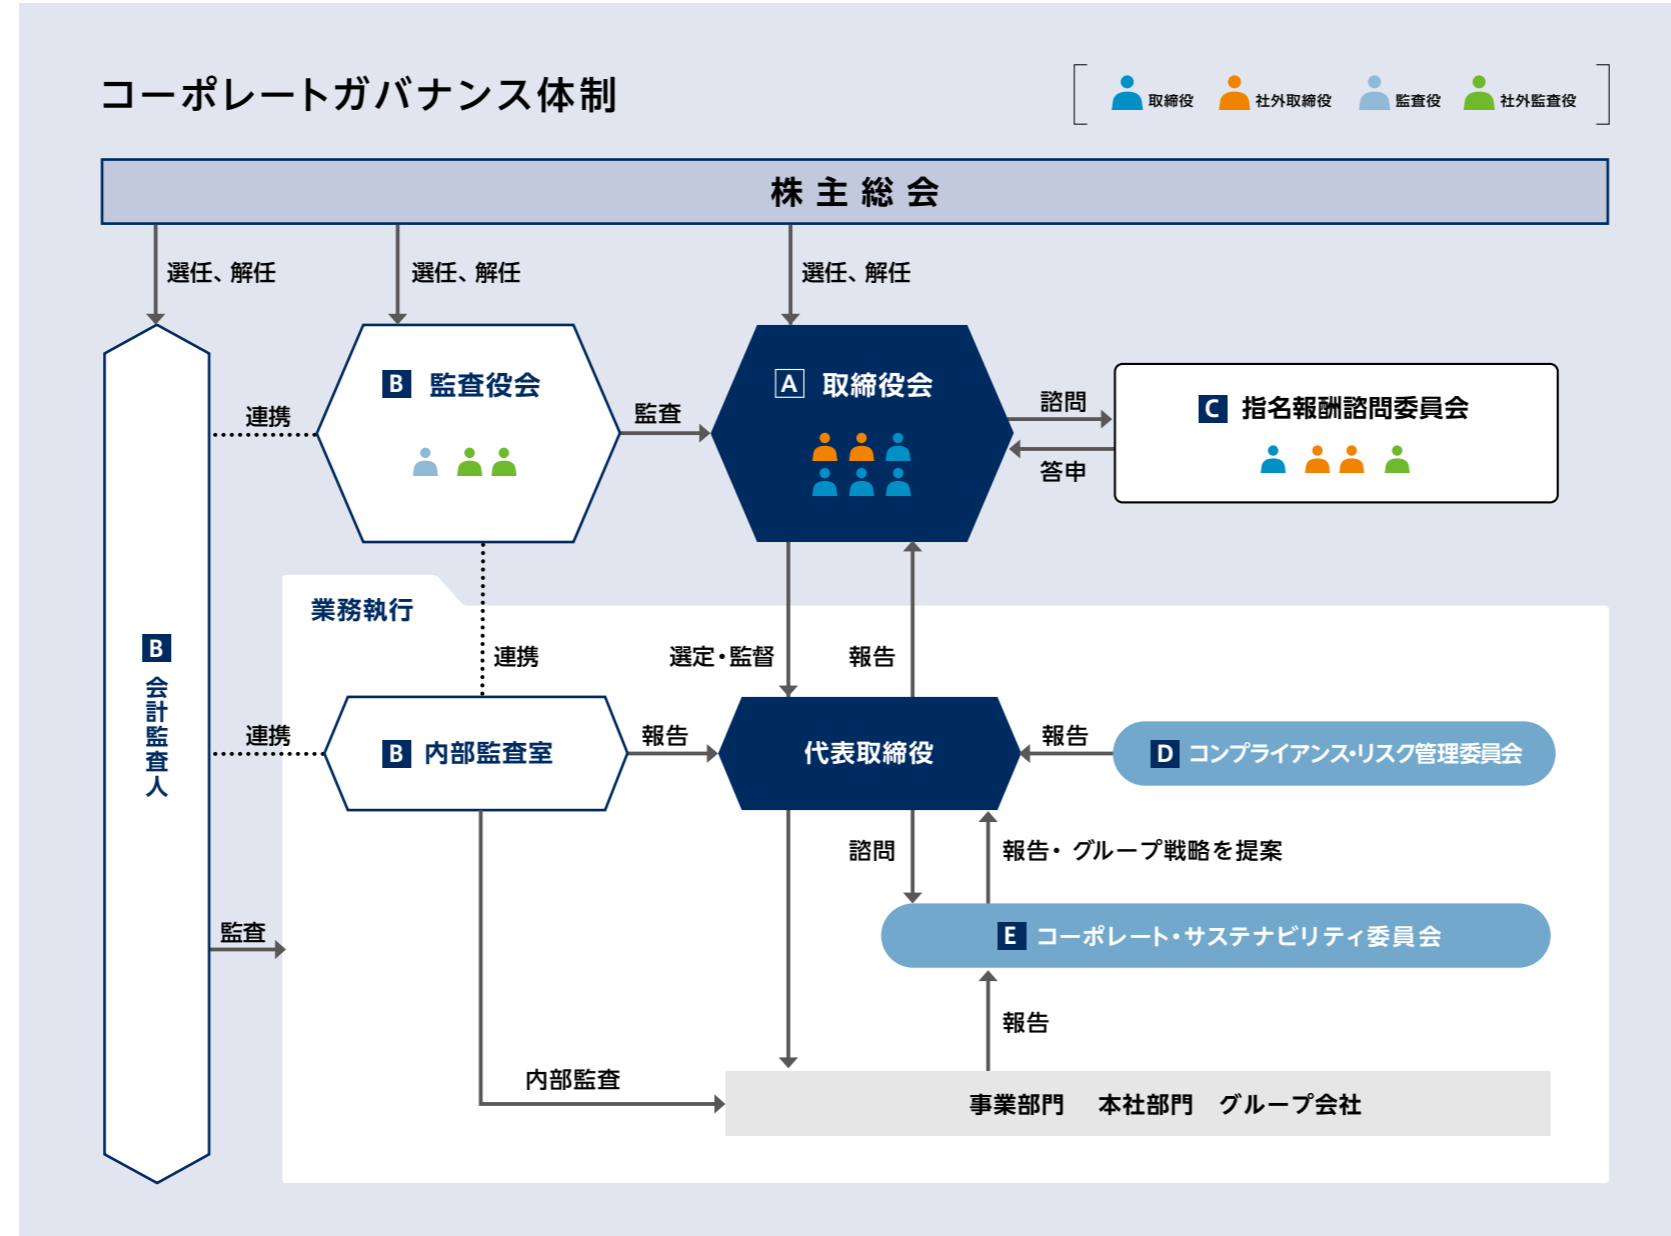 コーポレートガバナンス体制
取締役 社外取締役 監査役 社外監査役
株主総会
選任、解任
選任、解任
選任、解任
B 監査役会
A 取締役会
C 指名報酬諮問委員会
連携
監査
諮問
答申
業務執行
連携
選定・監督
報告
B 会計監査人
連携
B 内部監査室
報告
代表取締役
報告
D コンプライアンス・リスク管理委員会
諮問
報告・グループ戦略を提案
監査
E コーポレート・サステナビリティ委員会
報告
内部監査
事業部門 本社部門 グループ会社